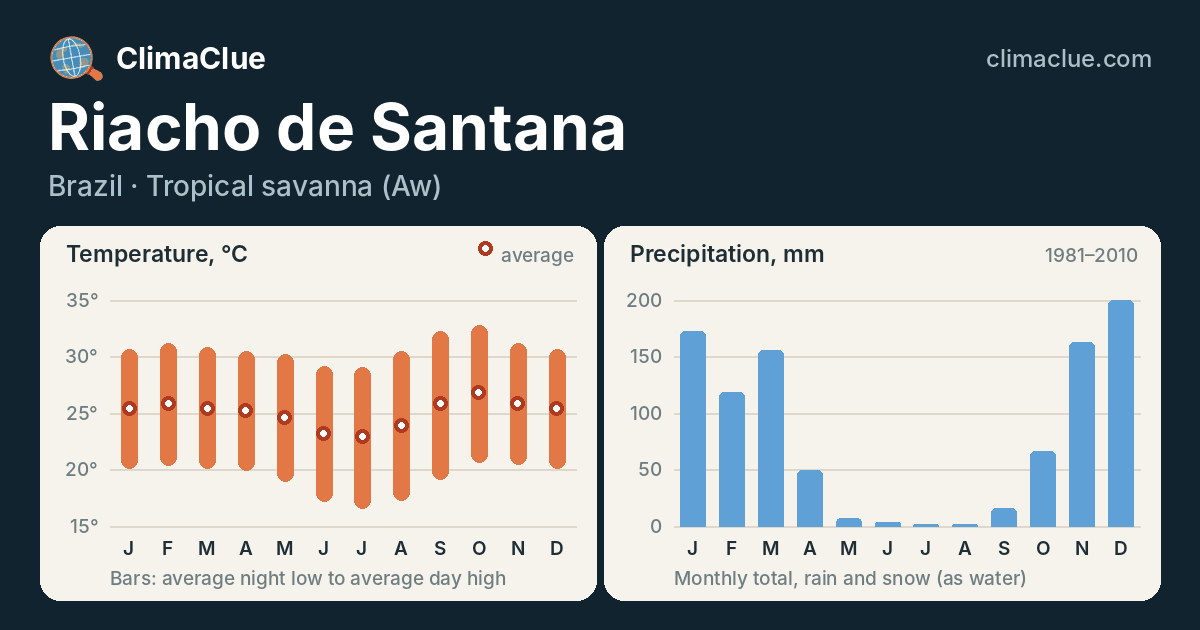 ClimaClue
climaclue.com
Riacho de Santana
Brazil · Tropical savanna (Aw)
Temperature, °C
average
35°
30°
25°
20°
15°
J F M A M J J A S O N D
Bars: average night low to average day high
Precipitation, mm
1981–2010
200
150
100
50
0
J F M A M J J A S O N D
Monthly total, rain and snow (as water)